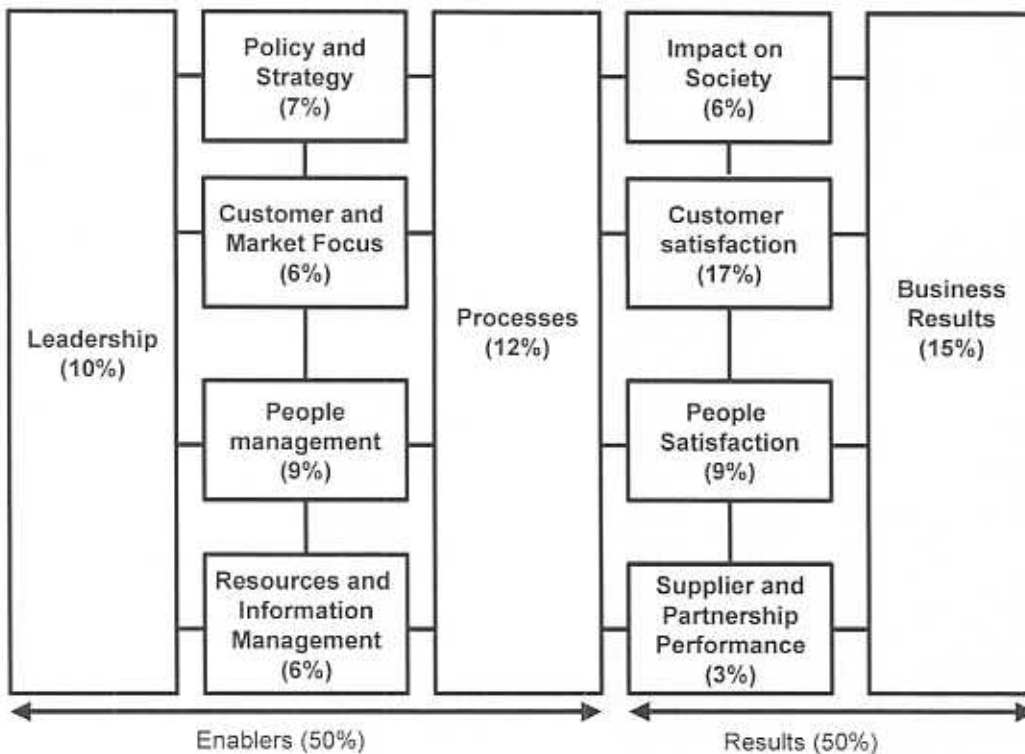 Leadership
(10%)
Policy and
Strategy
(7%)
Customer and
Market Focus
(6%)
People
management
(9%)
Resources and
Information
Management
(6%)
Processes
(12%)
Impact on
Society
(6%)
Customer
satisfaction
(17%)
People
Satisfaction
(9%)
Supplier and
Partnership
Performance
(3%)
Business
Results
(15%)
Enablers (50%)
Results (50%)